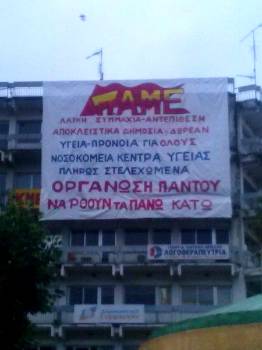 ΠΑΜΕ
ΛΑΪΚΗ ΣΥΜΜΑΧΙΑ-ΑΝΤΕΠΙΘΕΣΗ
ΑΠΟΚΛΕΙΣΤΙΚΑ ΔΗΜΟΣΙΑ-ΔΩΡΕΑΝ
ΥΓΕΙΑ-ΠΡΟΝΟΙΑ ΓΙΑ ΟΛΟΥΣ
ΝΟΣΟΚΟΜΕΙΑ ΚΕΝΤΡΑ ΥΓΕΙΑΣ
ΠΛΗΡΩΣ ΣΤΕΛΕΧΩΜΕΝΑ
ΟΡΓΑΝΩΣΗ ΠΑΝΤΟΥ
ΝΑ ΡΘΟΥΝ ΤΑ ΠΑΝΩ ΚΑΤΩ
ΛΟΓΟΘΕΡΑΠΕΥΤΡΙΑ